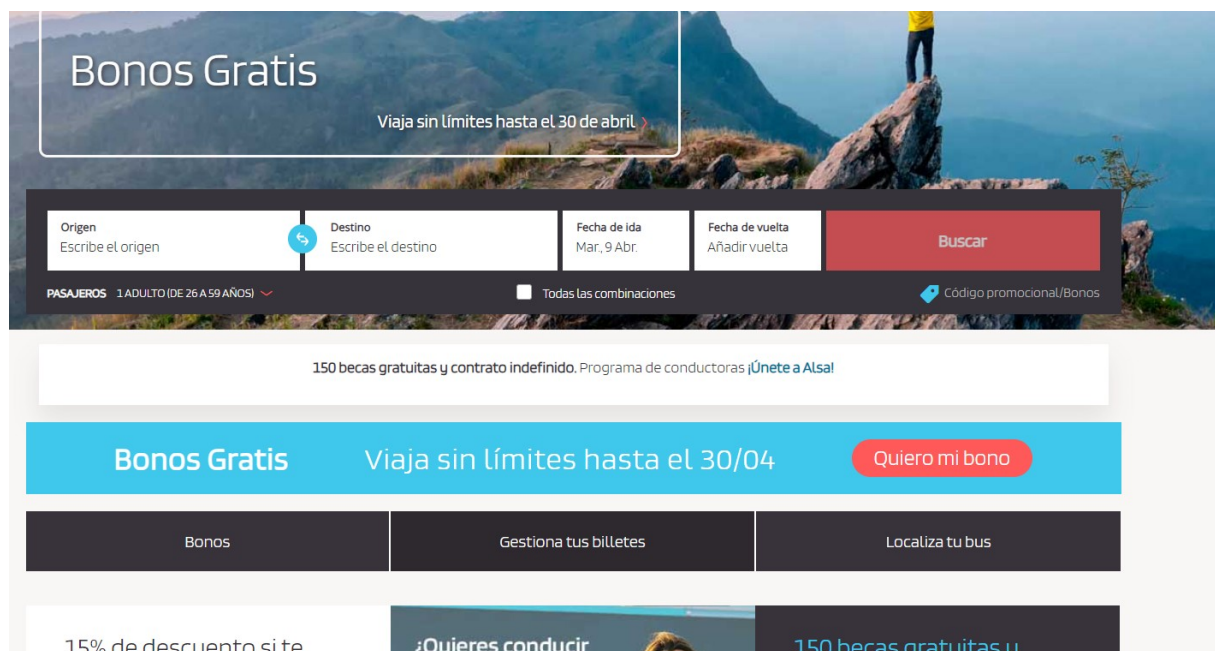 Bonos Gratis
Viaja sin límites hasta el 30 de abril
Origen
Escribe el origen
Destino
Escribe el destino
Fecha de ida
Mar., 9 Abr.
Fecha de vuelta
Añadir vuelta
Buscar
PASAJEROS 1 ADULTO (DE 26 A 59 AÑOS)
Todas las combinaciones
Código promocional/Bonos
150 becas gratuitas y contrato indefinido. Programa de conductoras ¡Únete a Alsa!
Bonos Gratis Viaja sin límites hasta el 30/04 Quiero mi bono
Bonos
Gestiona tus billetes
Localiza tu bus
15% de descuento si te
¿Quieres conducir
150 becas gratuitas y